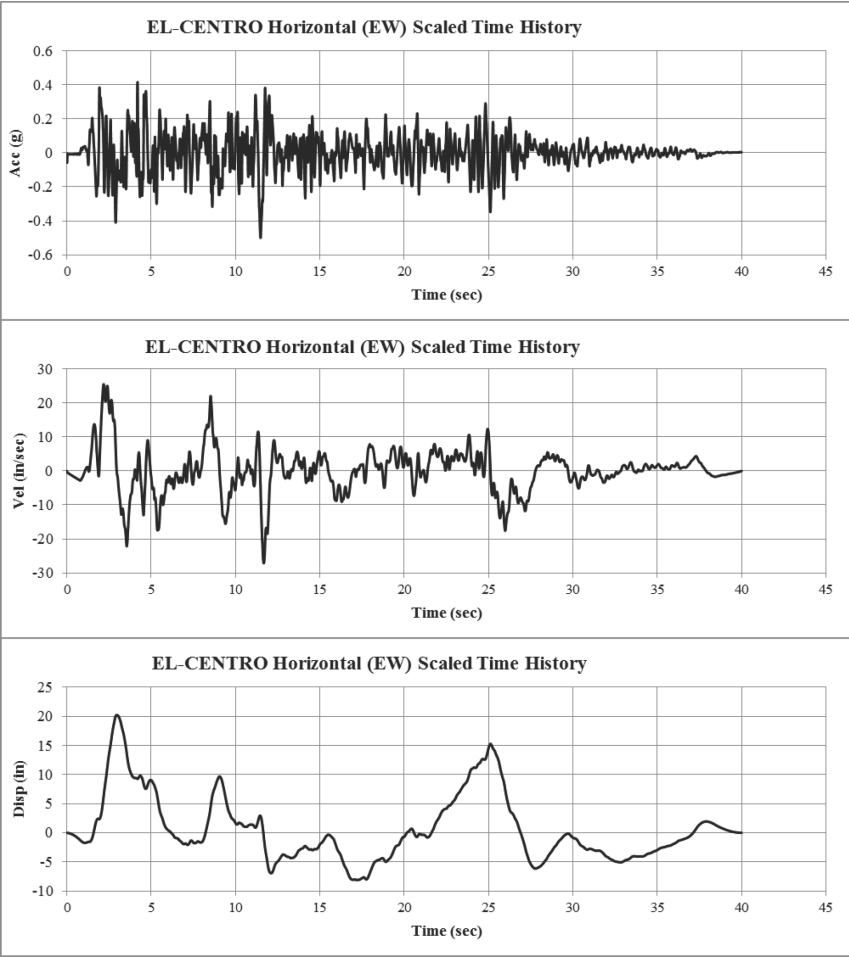 EL-CENTRO Horizontal (EW) Scaled Time History
0.6
0.4
0.2
0
-0.2
-0.4
-0.6
Acc (g)
0 5 10 15 20 25 30 35 40 45
Time (sec)
EL-CENTRO Horizontal (EW) Scaled Time History
30
20
10
0
-10
-20
-30
Vel (in/sec)
0 5 10 15 20 25 30 35 40 45
Time (sec)
EL-CENTRO Horizontal (EW) Scaled Time History
25
20
15
10
5
0
-5
-10
Disp (in)
0 5 10 15 20 25 30 35 40 45
Time (sec)